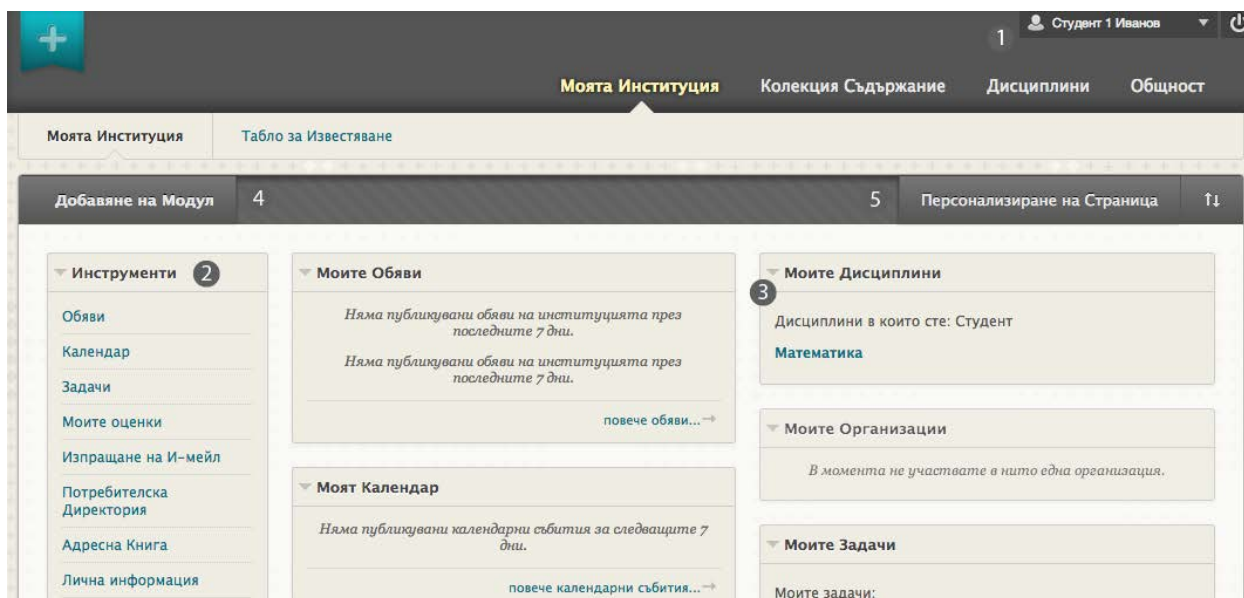 1
Студент 1 Иванов
Моята Институция
Колекция Съдържание
Дисциплини
Общност
Моята Институция
Табло за Известяване
Добавяне на Модул
4
5
Персонализиране на Страница
Инструменти
2
Обяви
Календар
Задачи
Моите оценки
Изпращане на И-мейл
Потребителска
Директория
Адресна Книга
Лична информация
Моите Обяви
Няма публикувани обяви на институцията през
последните 7 дни.
Няма публикувани обяви на институцията през
последните 7 дни.
повече обяви...
Моят Календар
Няма публикувани календарни събития за следващите 7
дни.
повече календарни събития...
Моите Дисциплини
3
Дисциплини в които сте: Студент
Математика
Моите Организации
В момента не участвате в нито една организация.
Моите Задачи
Моите задачи: